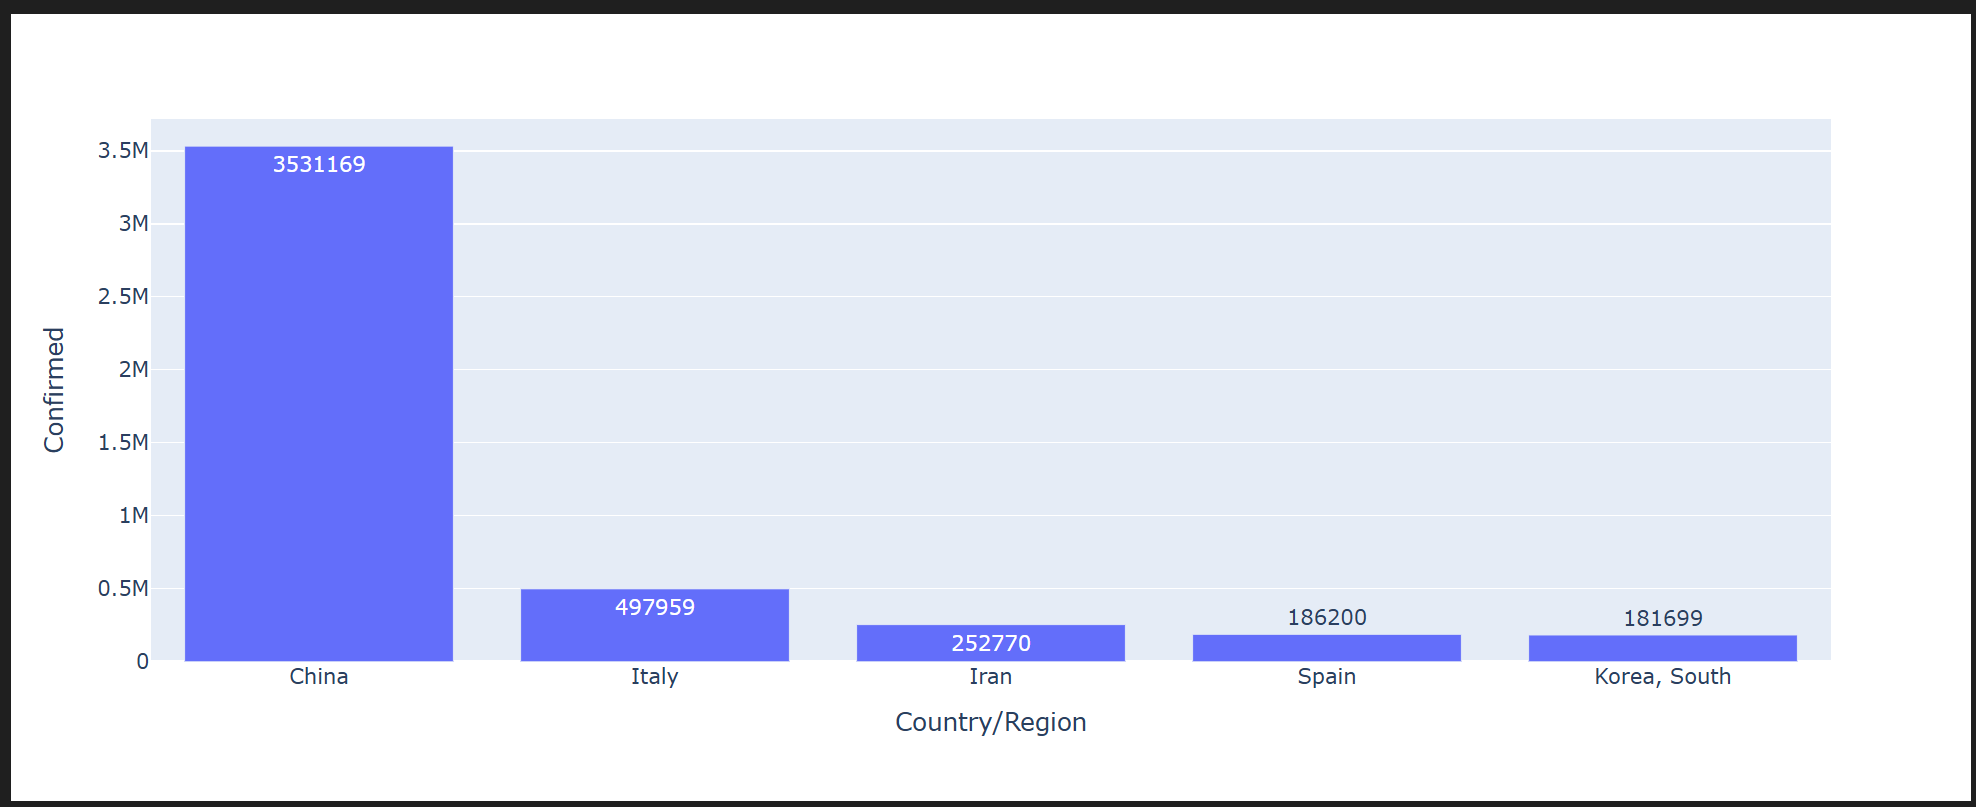 3.5M
3M
2.5M
2M
1.5M
1M
0.5M
0
Confirmed
3531169
497959
252770
186200
181699
China
Italy
Iran
Spain
Korea, South
Country/Region